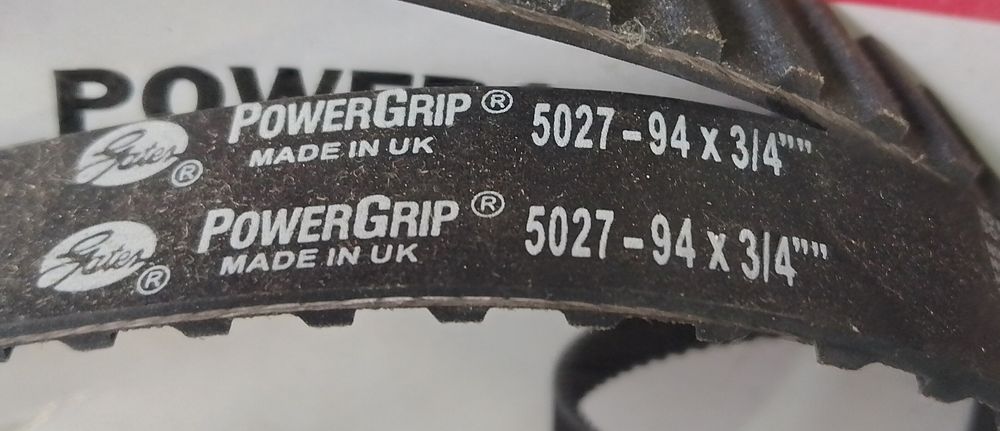 POWER
Gates® POWERGRIP® 5027-94 x 3/4""
MADE IN UK
Gates® POWERGRIP® 5027-94 x 3/4""
MADE IN UK